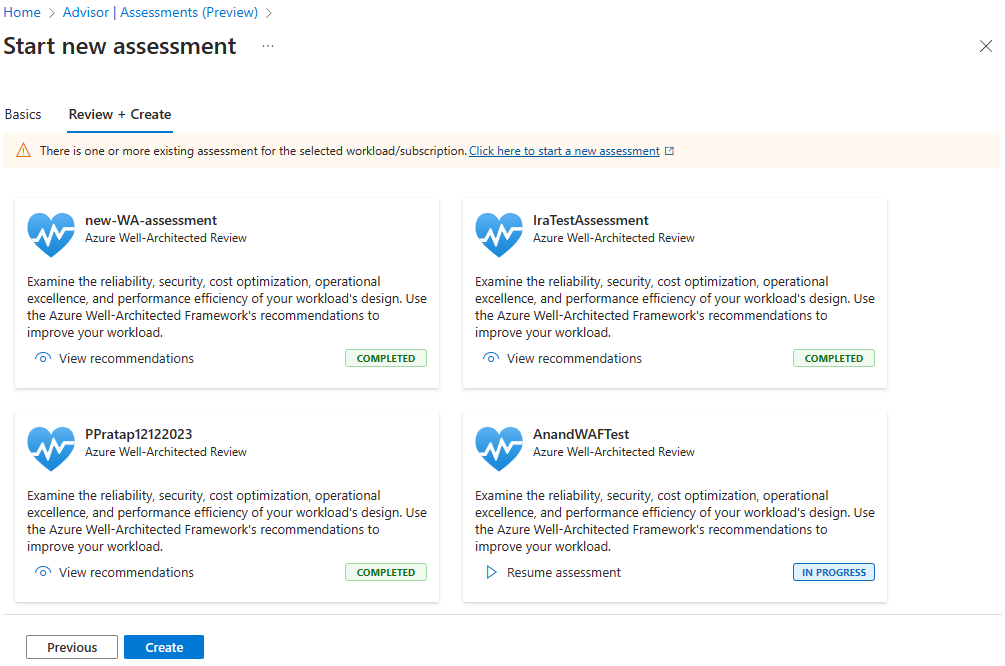 Home > Advisor | Assessments (Preview) >
Start new assessment ...
Basics Review + Create
There is one or more existing assessment for the selected workload/subscription. Click here to start a new assessment
new-WA-assessment
Azure Well-Architected Review
Examine the reliability, security, cost optimization, operational
excellence, and performance efficiency of your workload's design. Use
the Azure Well-Architected Framework's recommendations to
improve your workload.
View recommendations COMPLETED
IraTestAssessment
Azure Well-Architected Review
Examine the reliability, security, cost optimization, operational
excellence, and performance efficiency of your workload's design. Use
the Azure Well-Architected Framework's recommendations to
improve your workload.
View recommendations COMPLETED
PPratap12122023
Azure Well-Architected Review
Examine the reliability, security, cost optimization, operational
excellence, and performance efficiency of your workload's design. Use
the Azure Well-Architected Framework's recommendations to
improve your workload.
View recommendations COMPLETED
AnandWAFTest
Azure Well-Architected Review
Examine the reliability, security, cost optimization, operational
excellence, and performance efficiency of your workload's design. Use
the Azure Well-Architected Framework's recommendations to
improve your workload.
Resume assessment IN PROGRESS
Previous Create